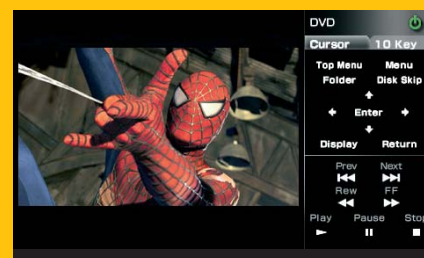 DVD
Cursor 10 Key
Top Menu Menu
Folder Disk Skip
Enter
Display Return
Prev Next
Rew FF
Play Pause Stop